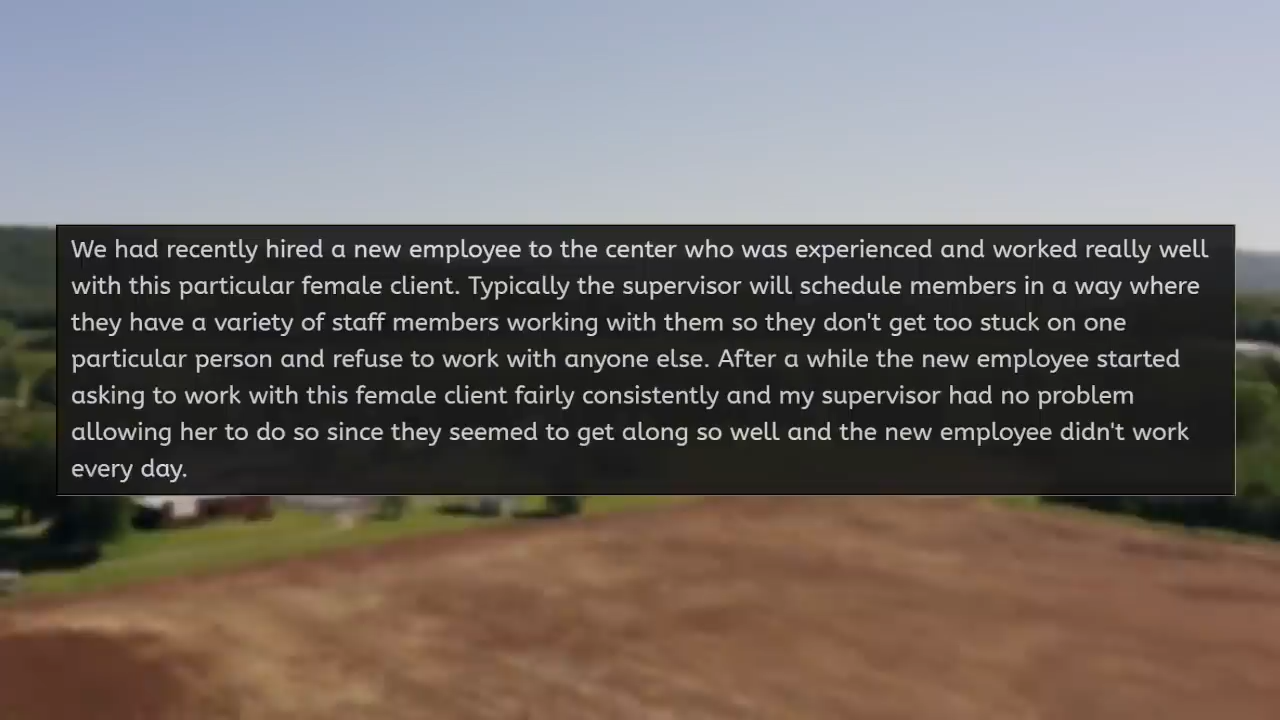 We had recently hired a new employee to the center who was experienced and worked really well
with this particular female client. Typically the supervisor will schedule members in a way where
they have a variety of staff members working with them so they don't get too stuck on one
particular person and refuse to work with anyone else. After a while the new employee started
asking to work with this female client fairly consistently and my supervisor had no problem
allowing her to do so since they seemed to get along so well and the new employee didn't work
every day.